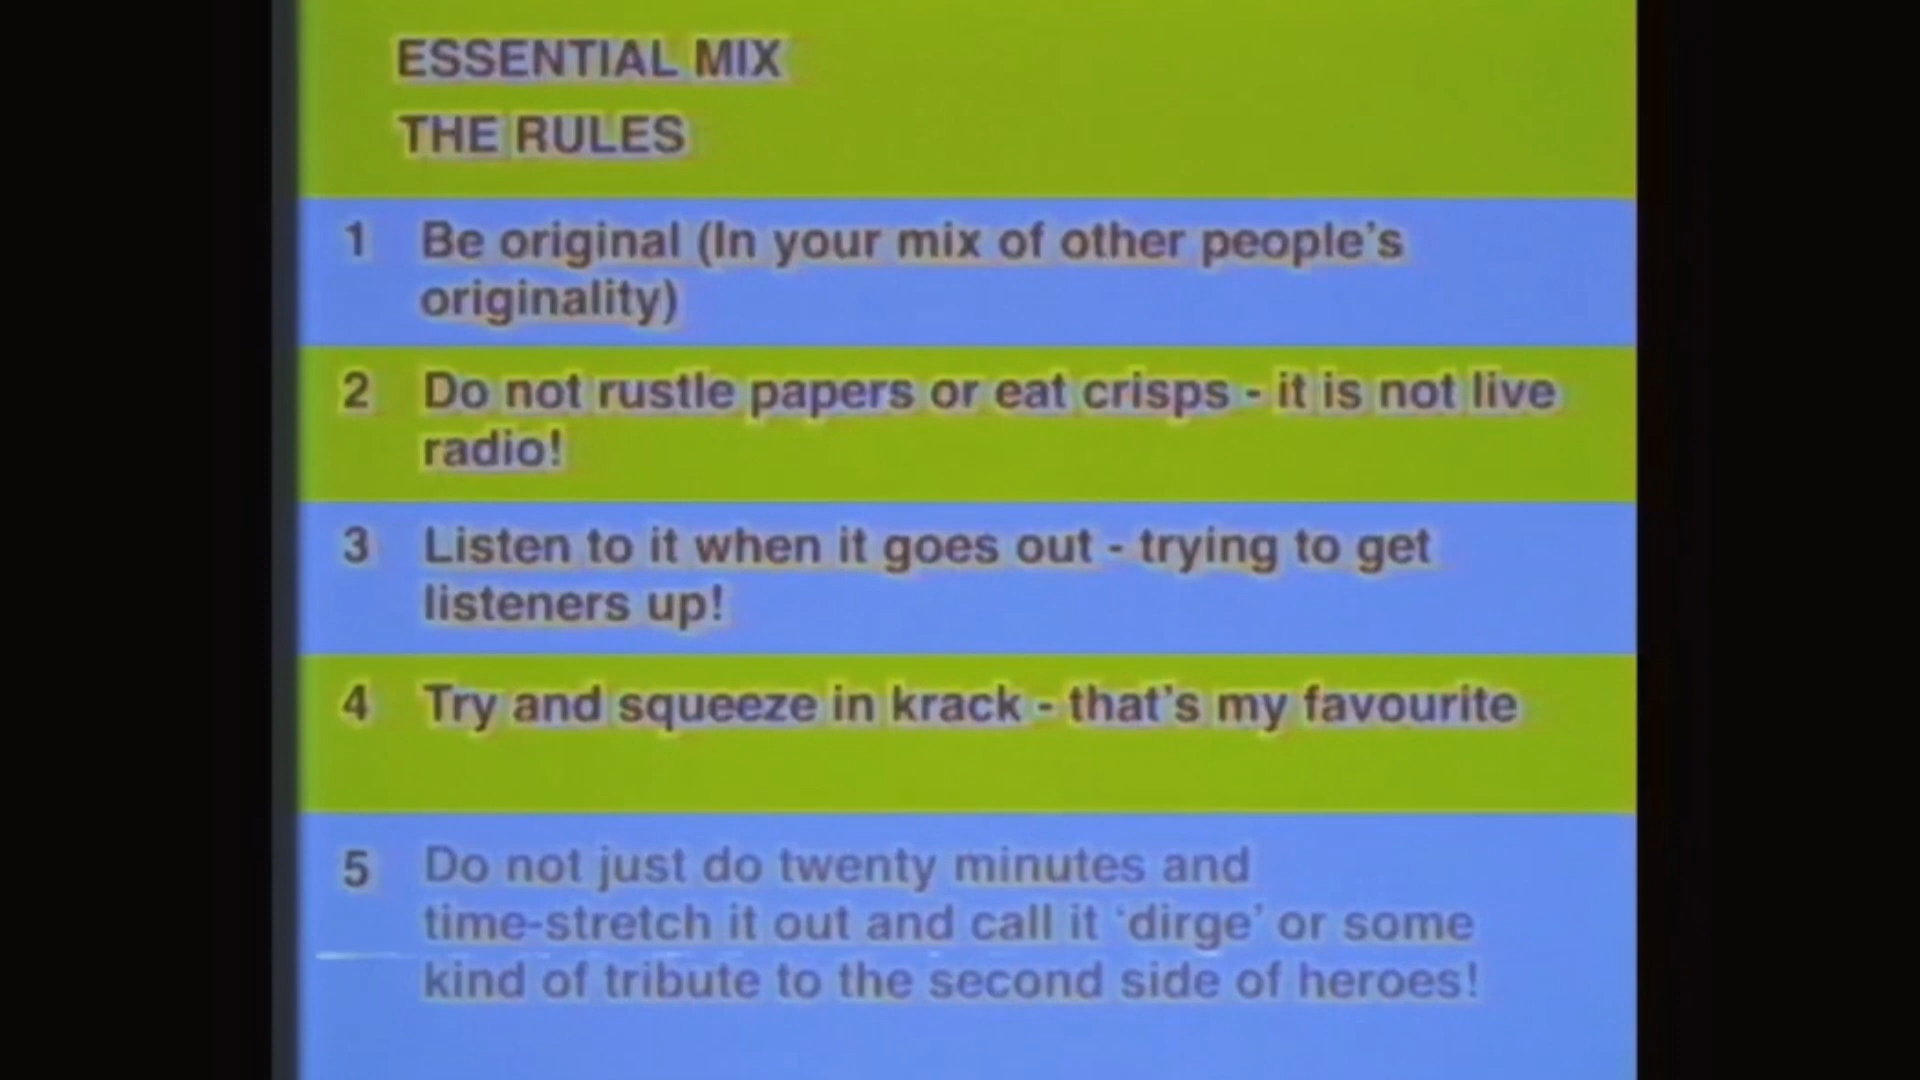 ESSENTIAL MIX
THE RULES
1 Be original (In your mix of other people's
originality)
2 Do not rustle papers or eat crisps - it is not live
radio!
3 Listen to it when it goes out - trying to get
listeners up!
4 Try and squeeze in krack - that's my favourite
5 Do not just do twenty minutes and
time-stretch it out and call it ‘dirge’ or some
kind of tribute to the second side of heroes!